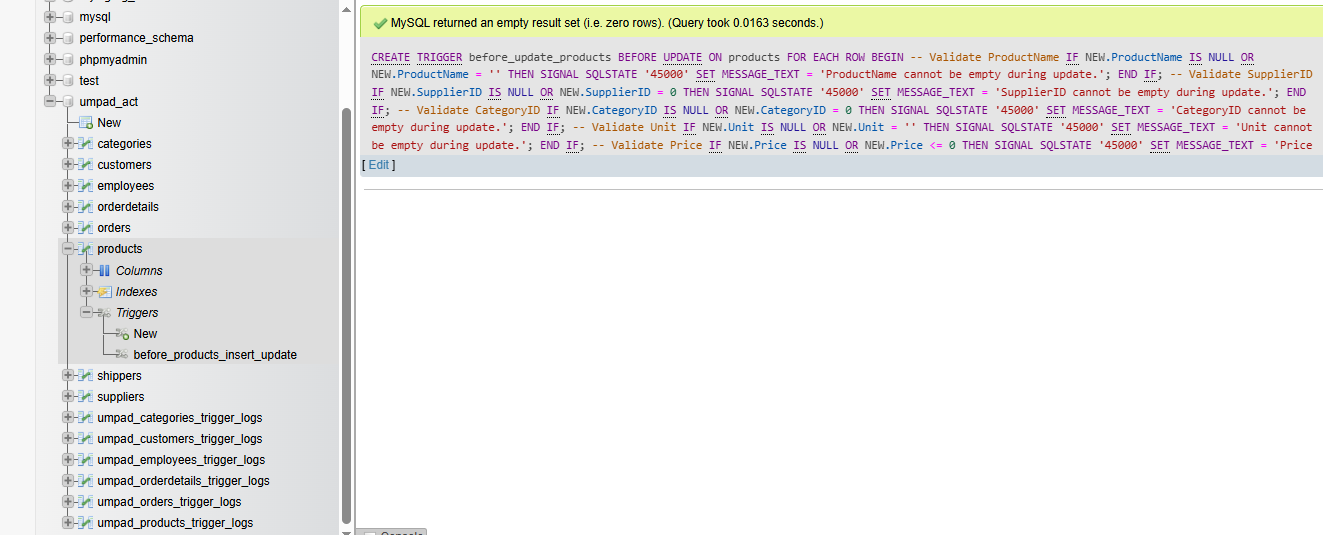 mysql
performance_schema
phpmyadmin
test
umpad_act
New
categories
customers
employees
orderdetails
orders
products
Columns
Indexes
Triggers
New
before_products_insert_update
shippers
suppliers
umpad_categories_trigger_logs
umpad_customers_trigger_logs
umpad_employees_trigger_logs
umpad_orderdetails_trigger_logs
umpad_orders_trigger_logs
umpad_products_trigger_logs
MySQL returned an empty result set (i.e. zero rows). (Query took 0.0163 seconds.)
CREATE TRIGGER before_update_products BEFORE UPDATE ON products FOR EACH ROW BEGIN -- Validate ProductName IF NEW.ProductName IS NULL OR
NEW.ProductName = '' THEN SIGNAL SQLSTATE '45000' SET MESSAGE_TEXT = 'ProductName cannot be empty during update.'; END IF; -- Validate SupplierID
IF NEW.SupplierID IS NULL OR NEW.SupplierID = 0 THEN SIGNAL SQLSTATE '45000' SET MESSAGE_TEXT = 'SupplierID cannot be empty during update.'; END
IF; -- Validate CategoryID IF NEW.CategoryID IS NULL OR NEW.CategoryID = 0 THEN SIGNAL SQLSTATE '45000' SET MESSAGE_TEXT = 'CategoryID cannot be
empty during update.'; END IF; -- Validate Unit IF NEW.Unit IS NULL OR NEW.Unit = '' THEN SIGNAL SQLSTATE '45000' SET MESSAGE_TEXT = 'Unit cannot
be empty during update.'; END IF; -- Validate Price IF NEW.Price IS NULL OR NEW.Price <= 0 THEN SIGNAL SQLSTATE '45000' SET MESSAGE_TEXT = 'Price
[ Edit ]
Console